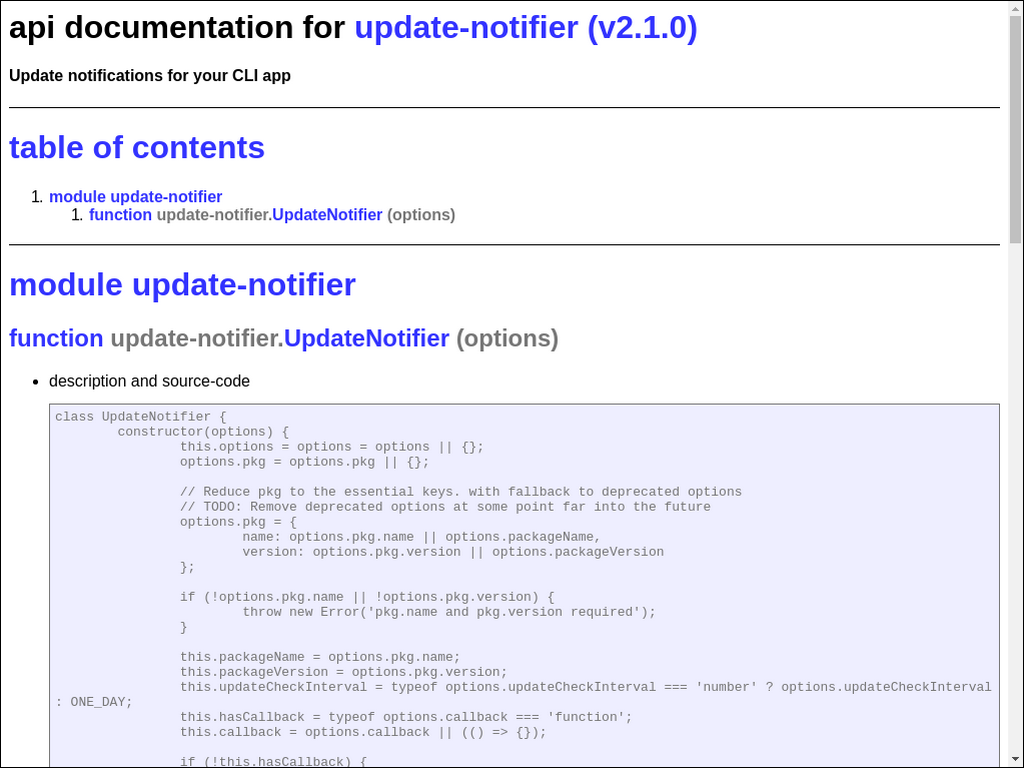 api documentation for update-notifier (v2.1.0)
Update notifications for your CLI app
table of contents
1. module update-notifier
1. function update-notifier.UpdateNotifier (options)
module update-notifier
function update-notifier.UpdateNotifier (options)
• description and source-code
class UpdateNotifier {
        constructor(options) {
                this.options = options = options || {};
                options.pkg = options.pkg || {};

                // Reduce pkg to the essential keys. with fallback to deprecated options
                // TODO: Remove deprecated options at some point far into the future
                options.pkg = {
                        name: options.pkg.name || options.packageName,
                        version: options.pkg.version || options.packageVersion
                };

                if (!options.pkg.name || !options.pkg.version) {
                        throw new Error('pkg.name and pkg.version required');
                }

                this.packageName = options.pkg.name;
                this.packageVersion = options.pkg.version;
                this.updateCheckInterval = typeof options.updateCheckInterval === 'number' ? options.updateCheckInterval
: ONE_DAY;
                this.hasCallback = typeof options.callback === 'function';
                this.callback = options.callback || (() => {});

                if (!this.hasCallback) {